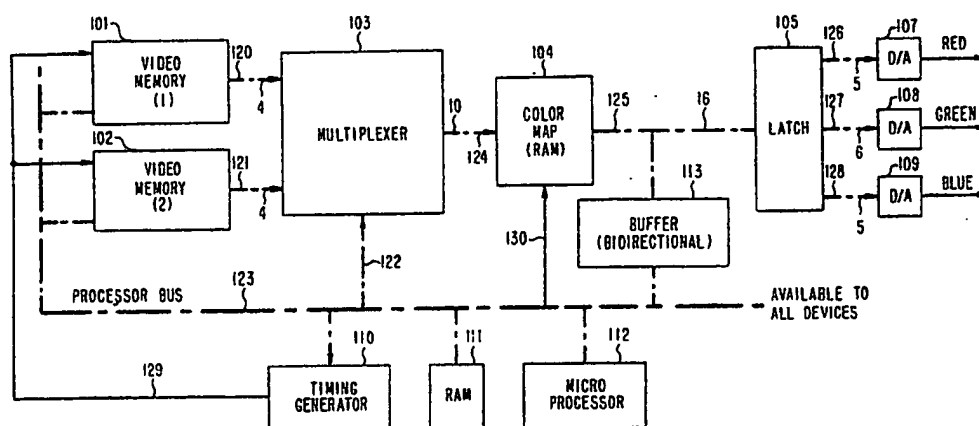 101
VIDEO
MEMORY
(1)
120
4
102
VIDEO
MEMORY
(2)
121
4
103
MULTIPLEXER
10
124
104
COLOR
MAP
(RAM)
125
16
105
LATCH
126
5
107
D/A
RED
127
6
108
D/A
GREEN
128
5
109
D/A
BLUE
113
BUFFER
(BIDIRECTIONAL)
122
130
PROCESSOR BUS
123
AVAILABLE TO
ALL DEVICES
129
110
TIMING
GENERATOR
111
RAM
112
MICRO
PROCESSOR